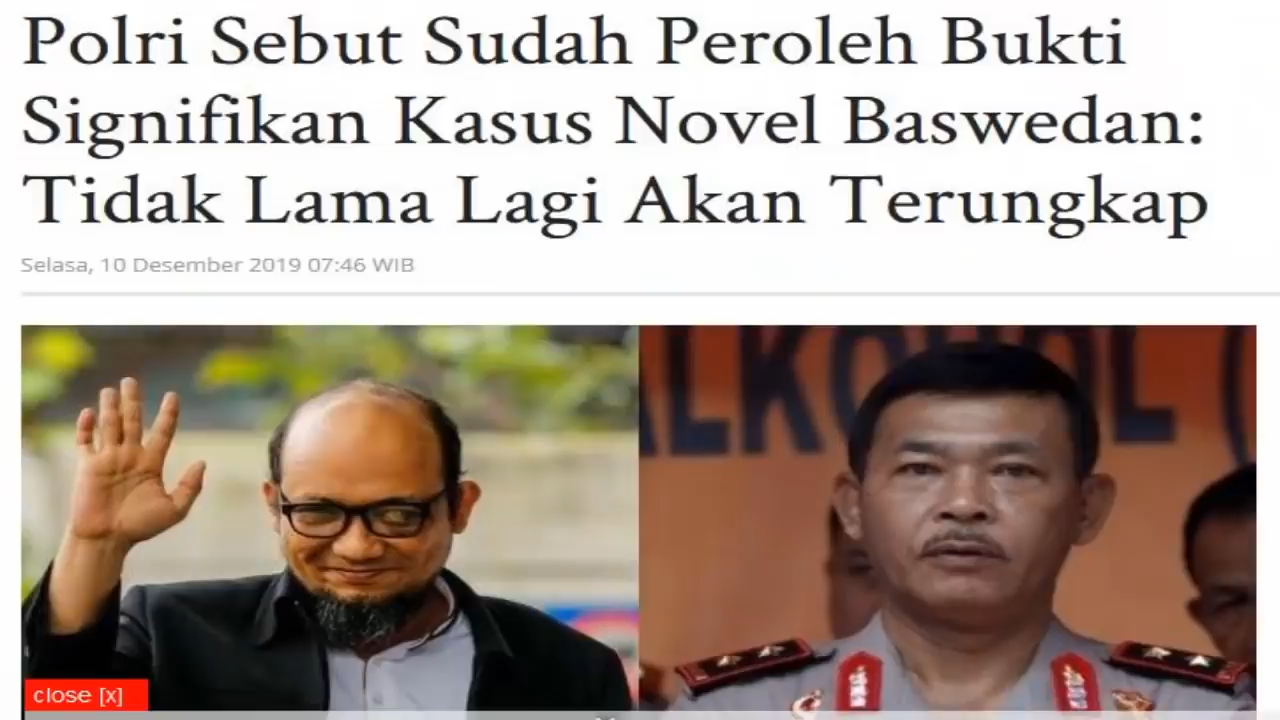 Polri Sebut Sudah Peroleh Bukti
Signifikan Kasus Novel Baswedan:
Tidak Lama Lagi Akan Terungkap
Selasa, 10 Desember 2019 07:46 WIB
LKOHOL (
close [x]